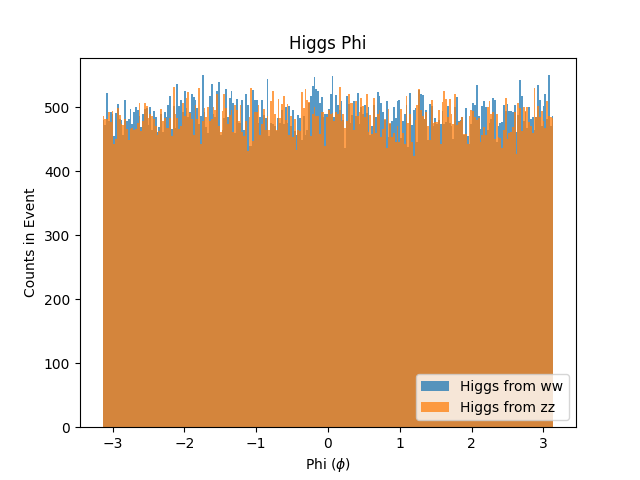 Higgs Phi
Counts in Event
500
400
300
200
100
0
−3 −2 −1 0 1 2 3
Phi (ϕ)
Higgs from ww
Higgs from zz